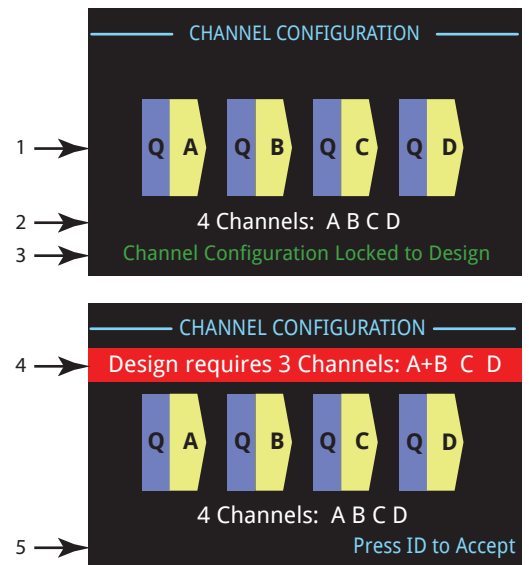 CHANNEL CONFIGURATION
1
Q A Q B Q C Q D
2
4 Channels: A B C D
3
Channel Configuration Locked to Design
CHANNEL CONFIGURATION
4
Design requires 3 Channels: A+B C D
Q A Q B Q C Q D
4 Channels: A B C D
5
Press ID to Accept